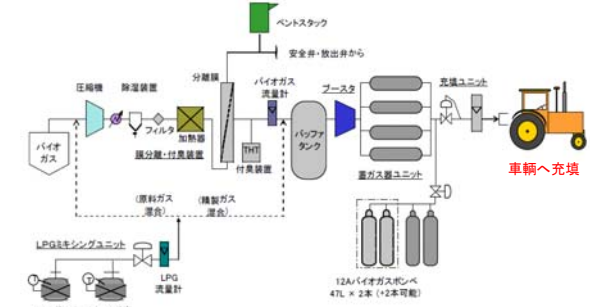 ベントスタック
安全弁・放出弁から
分離膜
バイオガス
流量計
ブースタ
充填ユニット
圧縮機
除湿装置
フィルタ
加熱器
膜分離・付臭装置
バイオ
ガス
THT
付臭装置
バッファ
タンク
蓄ガス器ユニット
車輌へ充填
(原料ガス
混合)
(精製ガス
混合)
LPGミキシングユニット
LPG
流量計
12Aバイオガスボンベ
47L × 2本 (+2本可能)